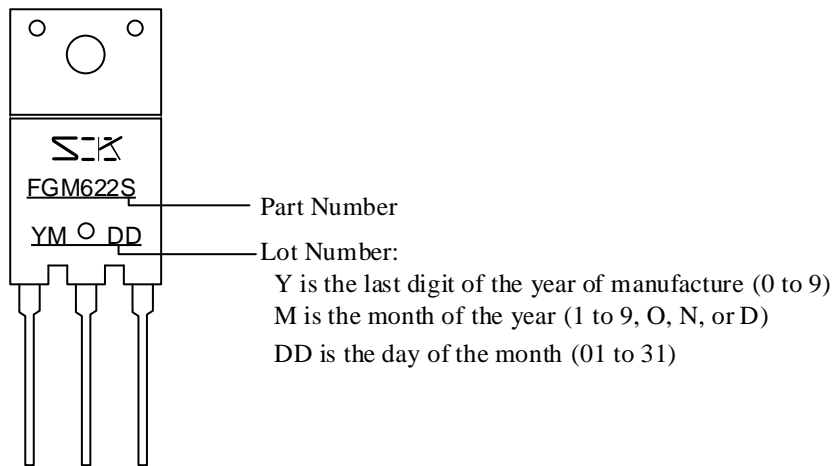 SK
FGM622S
Part Number
YM DD
Lot Number:
Y is the last digit of the year of manufacture (0 to 9)
M is the month of the year (1 to 9, O, N, or D)
DD is the day of the month (01 to 31)